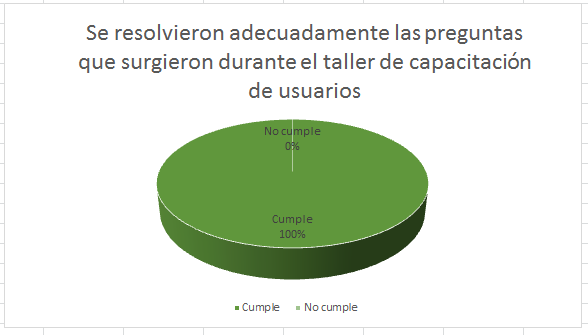 Se resolvieron adecuadamente las preguntas
que surgieron durante el taller de capacitación
de usuarios
No cumple
0%
Cumple
100%
Cumple No cumple